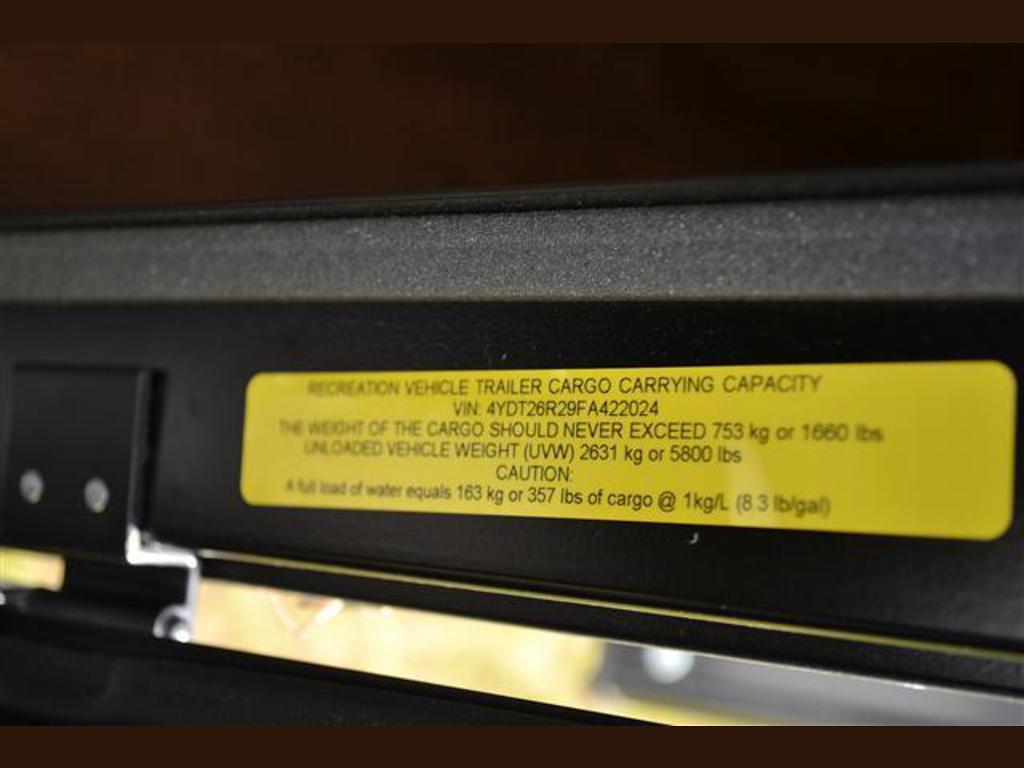 RECREATION VEHICLE TRAILER CARGO CARRYING CAPACITY
VIN: 4YDT26R29FA422024
THE WEIGHT OF THE CARGO SHOULD NEVER EXCEED 753 kg or 1660 lbs
UNLOADED VEHICLE WEIGHT (UVW) 2631 kg or 5800 lbs
CAUTION:
A full load of water equals 163 kg or 357 lbs of cargo @ 1kg/L (8.3 lb/gal)